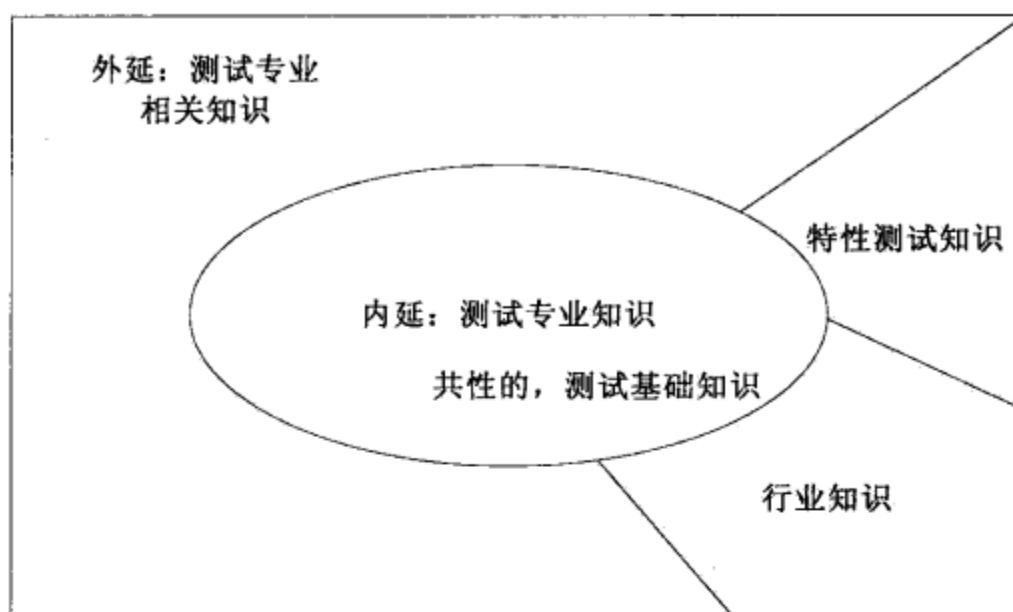 外延：测试专业
相关知识
特性测试知识
内延：测试专业知识
共性的，测试基础知识
行业知识